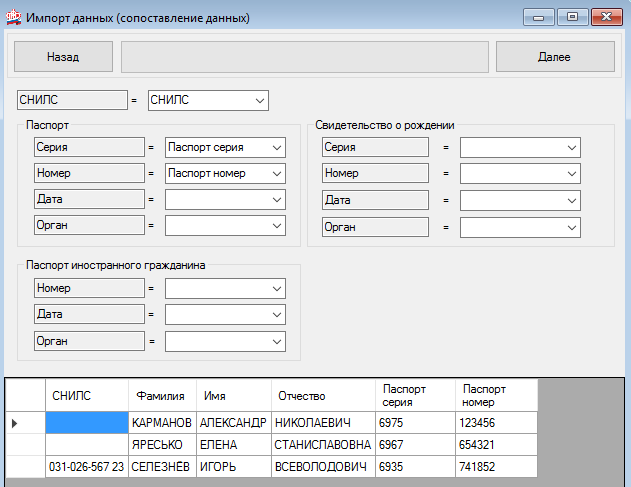 Импорт данных (сопоставление данных)
Назад
Далее
СНИЛС = СНИЛС
Паспорт
Серия = Паспорт серия
Номер = Паспорт номер
Дата =
Орган =
Свидетельство о рождении
Серия =
Номер =
Дата =
Орган =
Паспорт иностранного гражданина
Номер =
Дата =
Орган =
СНИЛС Фамилия Имя Отчество Паспорт серия Паспорт номер
КАРМАНОВ АЛЕКСАНДР НИКОЛАЕВИЧ 6975 123456
ЯРЕСЬКО ЕЛЕНА СТАНИСЛАВОВНА 6967 654321
031-026-567 23 СЕЛЕЗНЁВ ИГОРЬ ВСЕВОЛОДОВИЧ 6935 741852